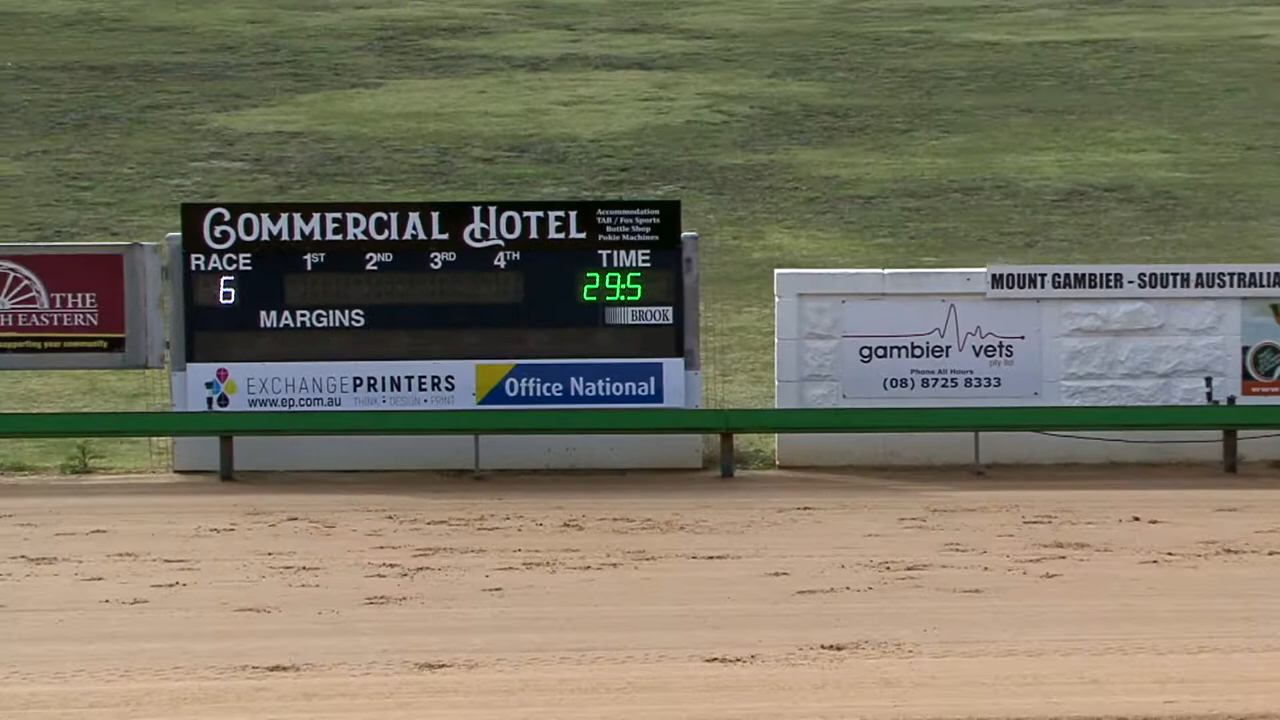 COMMERCIAL HOTEL
Accommodation
TAB / Fox Sports
Bottle Shop
Pokie Machines
RACE 1ST 2ND 3RD 4TH TIME
6 29:5
MARGINS
BROOK
EXCHANGEPRINTERS
www.ep.com.au THINK • DESIGN • PRINT
Office National
THE
H EASTERN
supporting your community
MOUNT GAMBIER - SOUTH AUSTRALIA
gambier vets
pty ltd
Phone All Hours
(08) 8725 8333